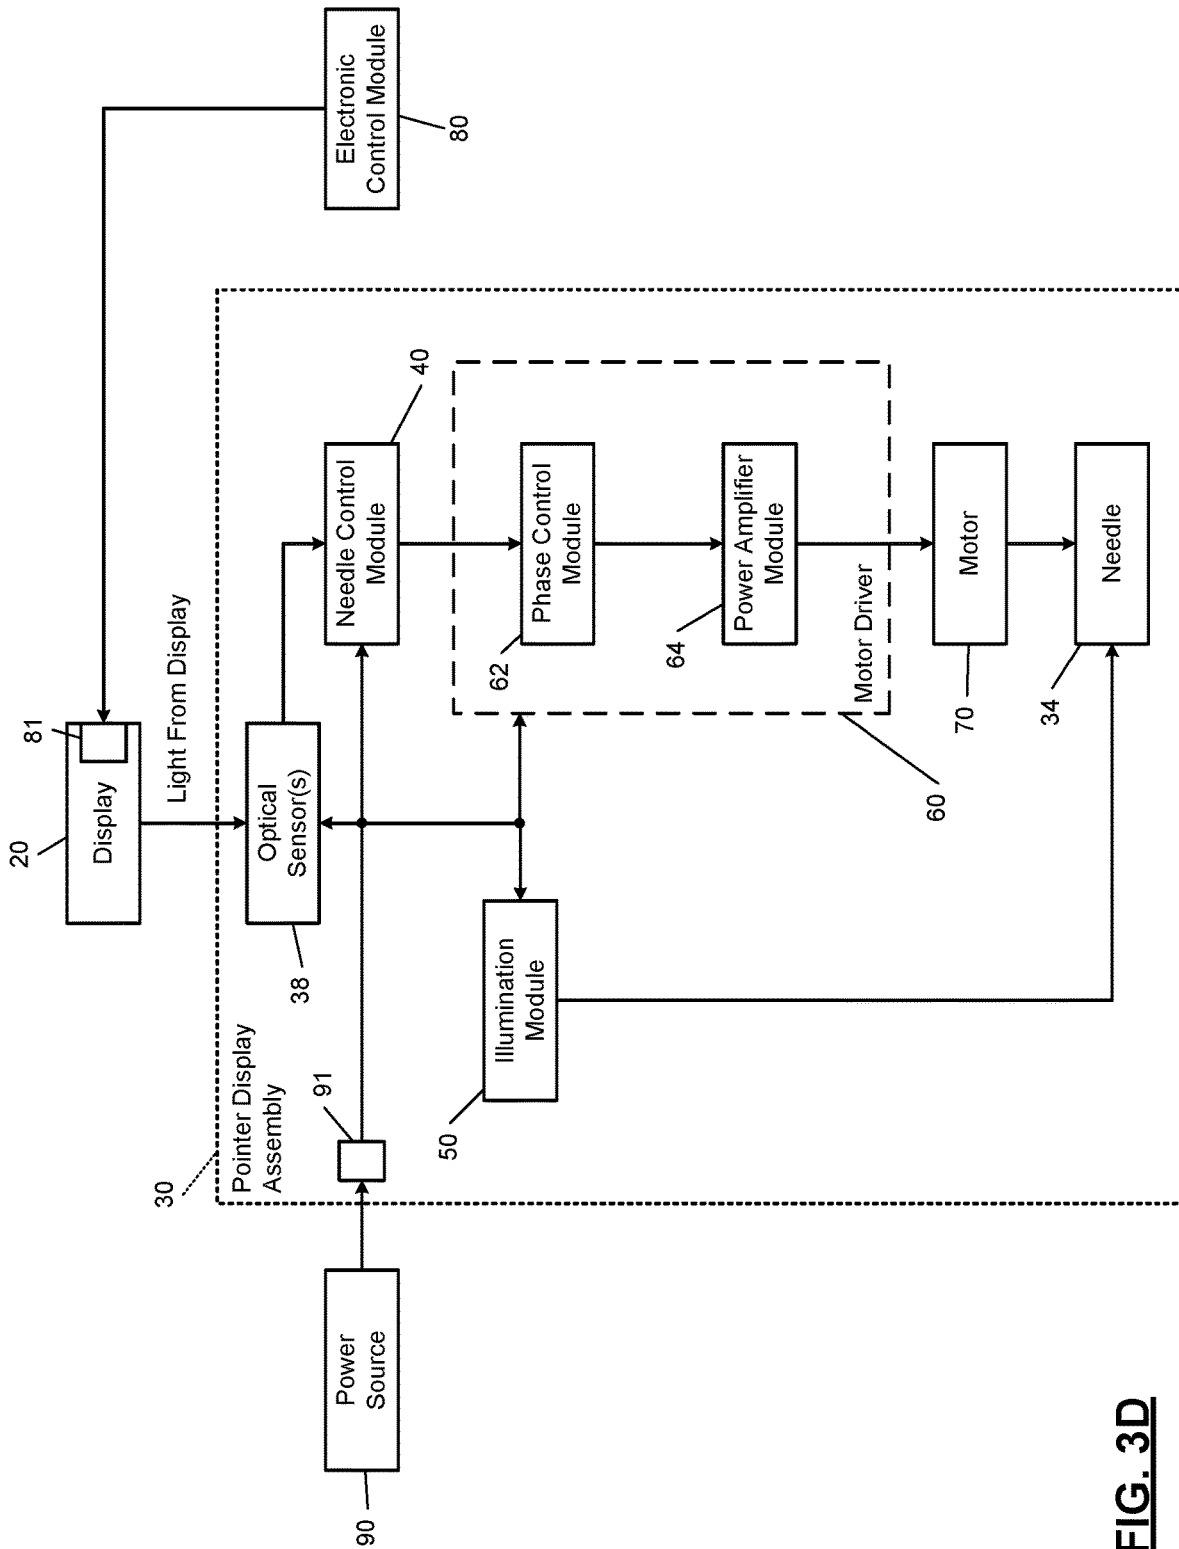 20
Display
81
Light From Display
Electronic
Control Module
80
30
Pointer Display
Assembly
Optical
Sensor(s)
38
Needle Control
Module
40
Power
Source
90
91
Illumination
Module
50
Phase Control
Module
62
Power Amplifier
Module
64
Motor Driver
60
Motor
70
Needle
34
FIG. 3D